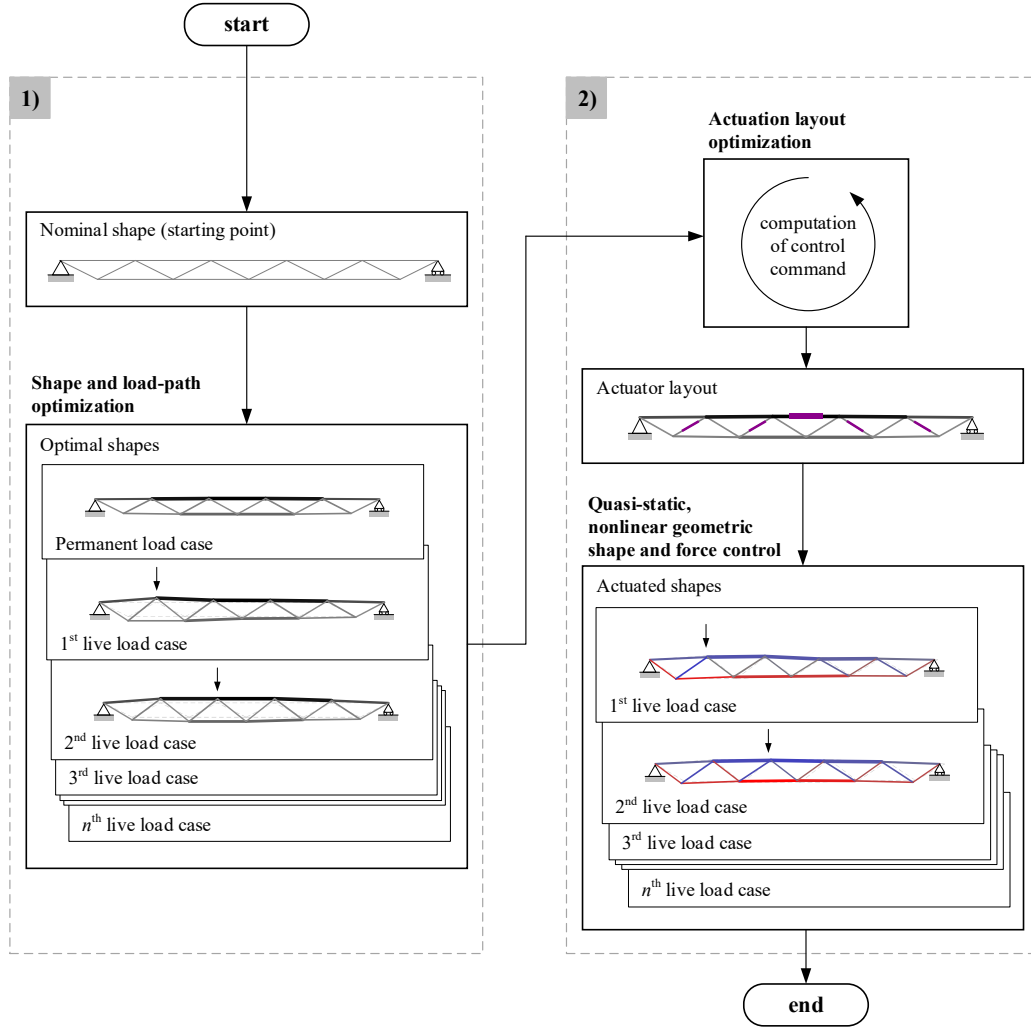 start
1)
Nominal shape (starting point)
Shape and load-path
optimization
Optimal shapes
Permanent load case
1st live load case
2nd live load case
3rd live load case
nth live load case
2)
Actuation layout
optimization
computation
of control
command
Actuator layout
Quasi-static,
nonlinear geometric
shape and force control
Actuated shapes
1st live load case
2nd live load case
3rd live load case
nth live load case
end